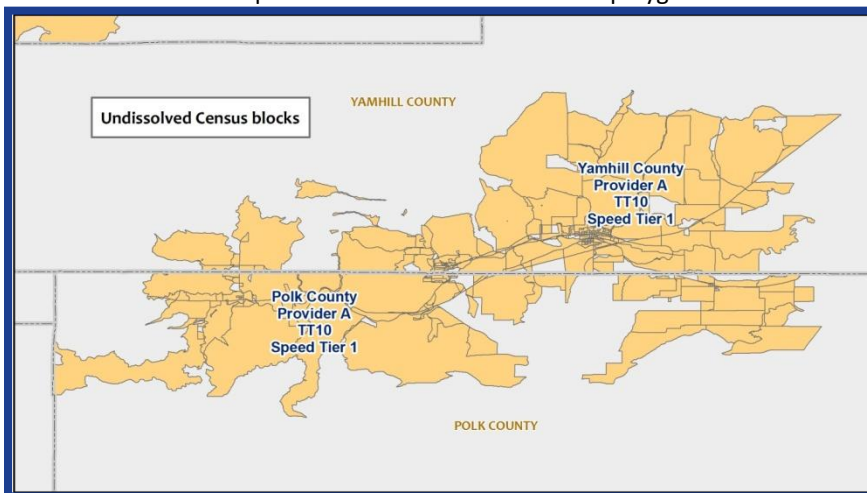 YAMHILL COUNTY
Undissolved Census blocks
Yamhill County
Provider A
TT10
Speed Tier 1
Polk County
Provider A
TT10
Speed Tier 1
POLK COUNTY